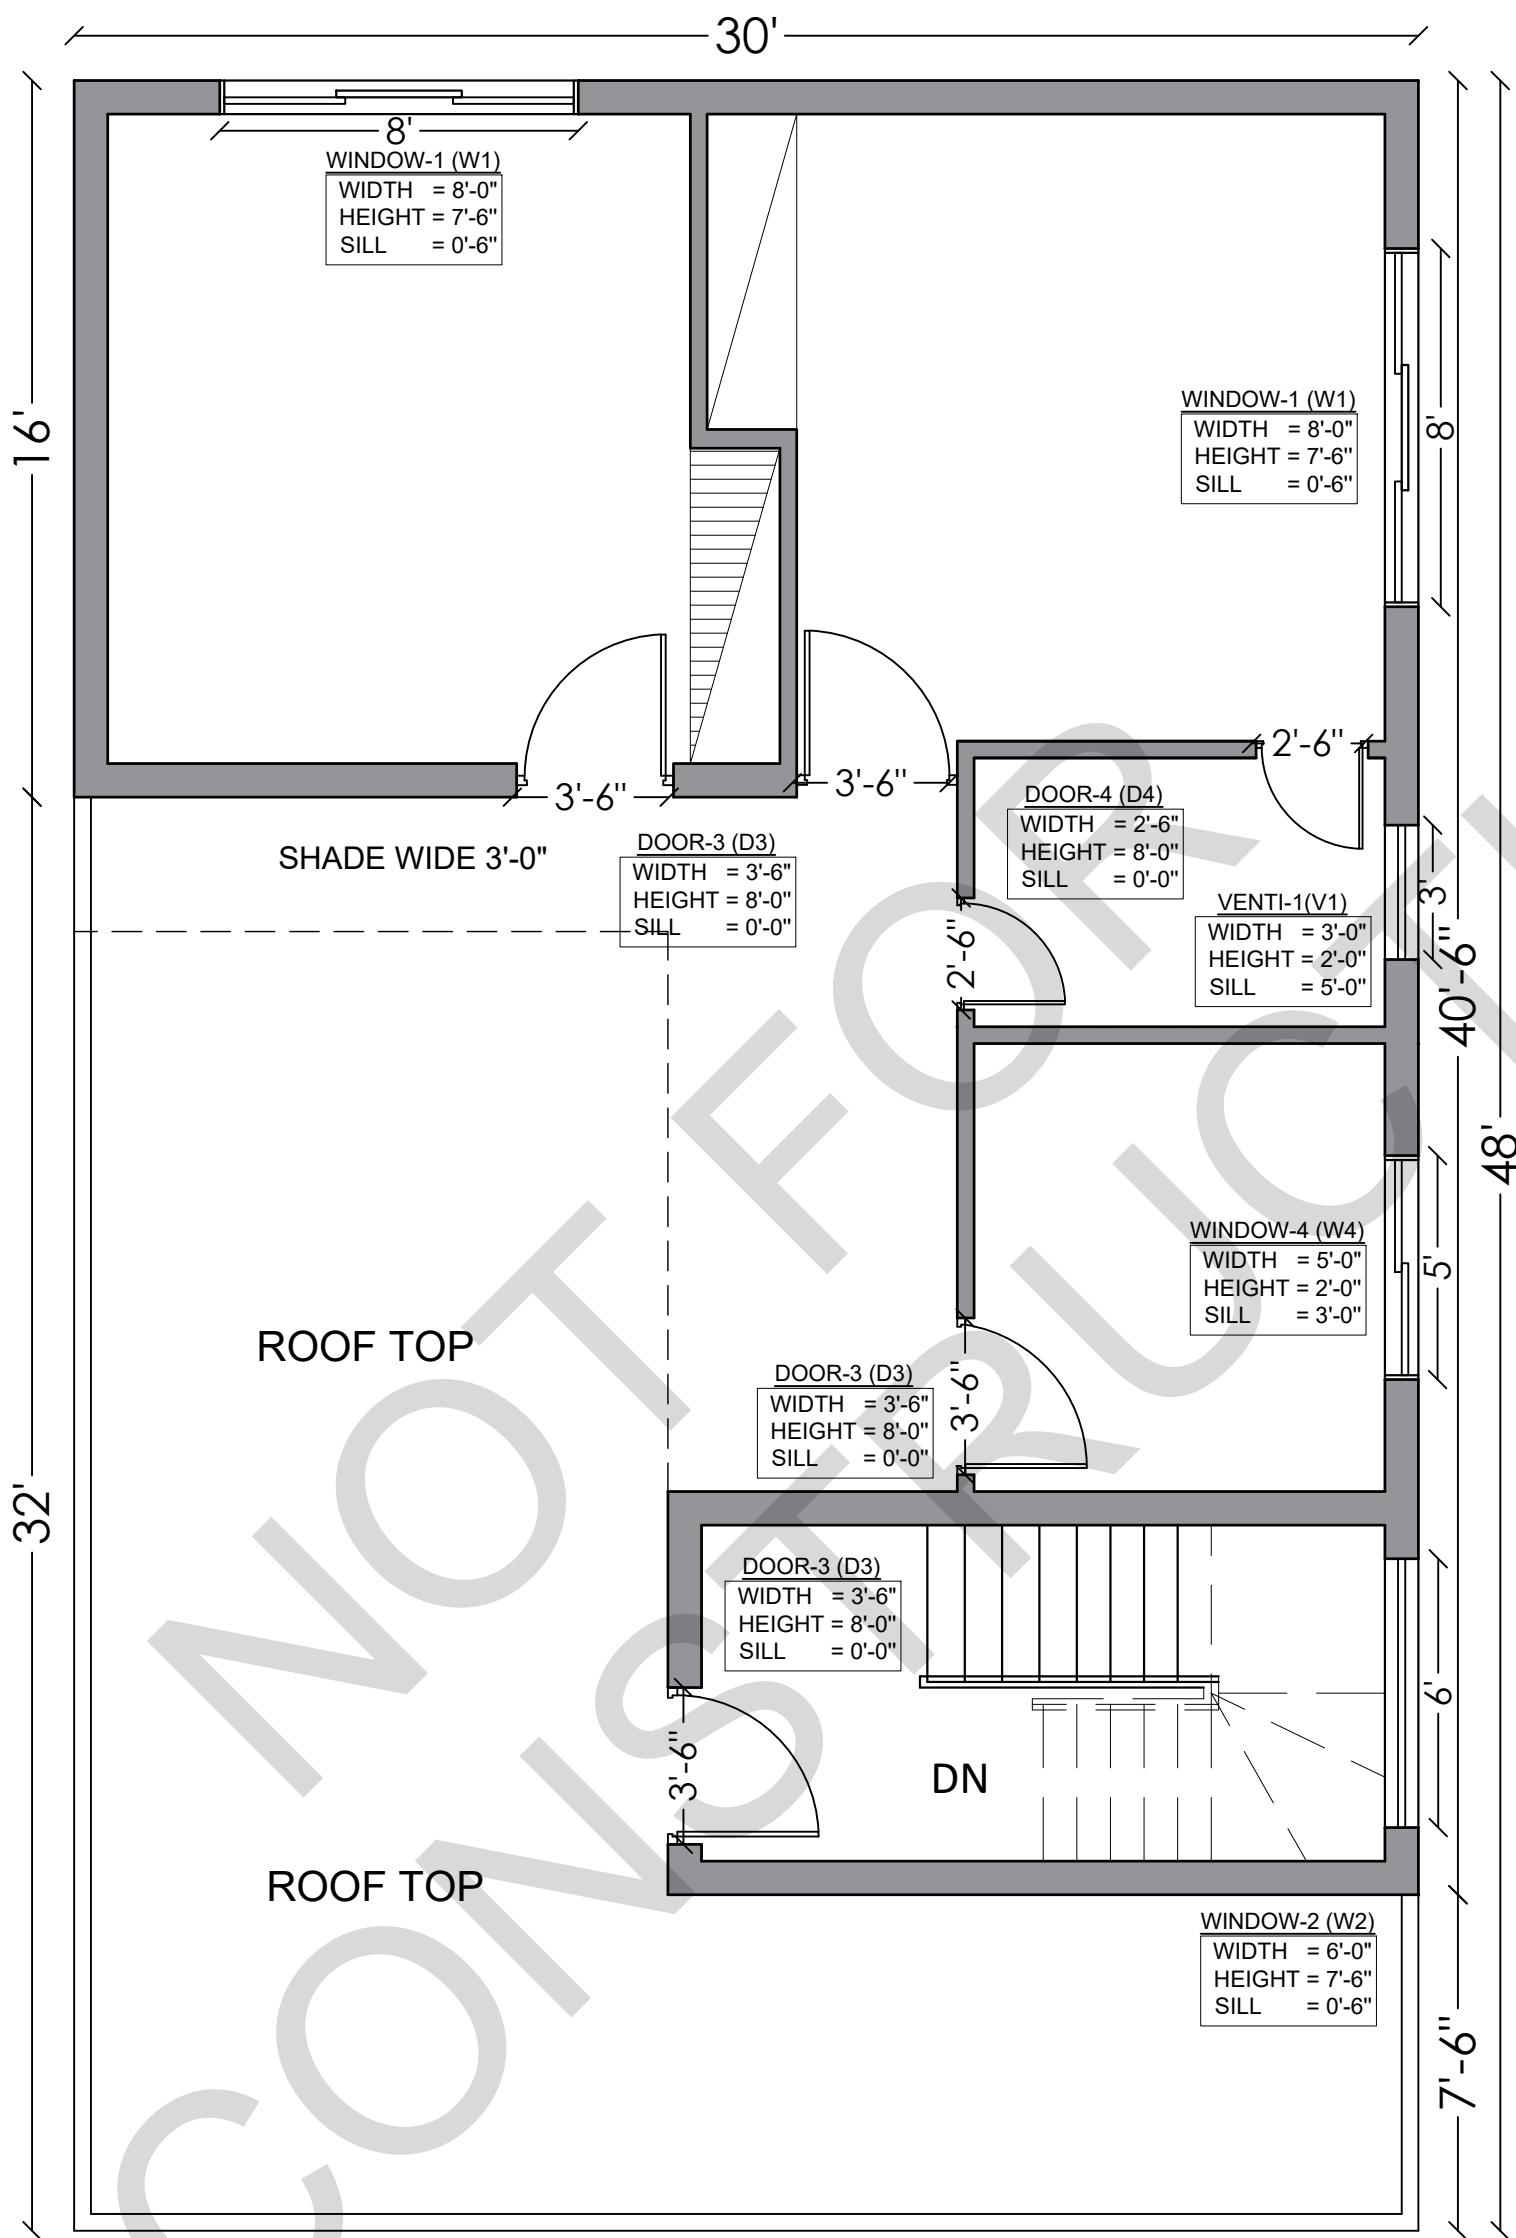 30'
8'
WINDOW-1 (W1)
WIDTH = 8'-0"
HEIGHT = 7'-6"
SILL = 0'-6"
16'
WINDOW-1 (W1)
WIDTH = 8'-0"
HEIGHT = 7'-6"
SILL = 0'-6"
8'
2'-6"
3'-6"
3'-6"
DOOR-4 (D4)
WIDTH = 2'-6"
HEIGHT = 8'-0"
SILL = 0'-0"
SHADE WIDE 3'-0"
DOOR-3 (D3)
WIDTH = 3'-6"
HEIGHT = 8'-0"
SILL = 0'-0"
2'-6"
VENTI-1(V1)
WIDTH = 3'-0"
HEIGHT = 2'-0"
SILL = 5'-0"
3'
40'-6"
48'
WINDOW-4 (W4)
WIDTH = 5'-0"
HEIGHT = 2'-0"
SILL = 3'-0"
5'
ROOF TOP
DOOR-3 (D3)
WIDTH = 3'-6"
HEIGHT = 8'-0"
SILL = 0'-0"
3'-6"
32'
DOOR-3 (D3)
WIDTH = 3'-6"
HEIGHT = 8'-0"
SILL = 0'-0"
3'-6"
DN
6'
ROOF TOP
WINDOW-2 (W2)
WIDTH = 6'-0"
HEIGHT = 7'-6"
SILL = 0'-6"
7'-6"
NOT FOR
CONSTRUCTI